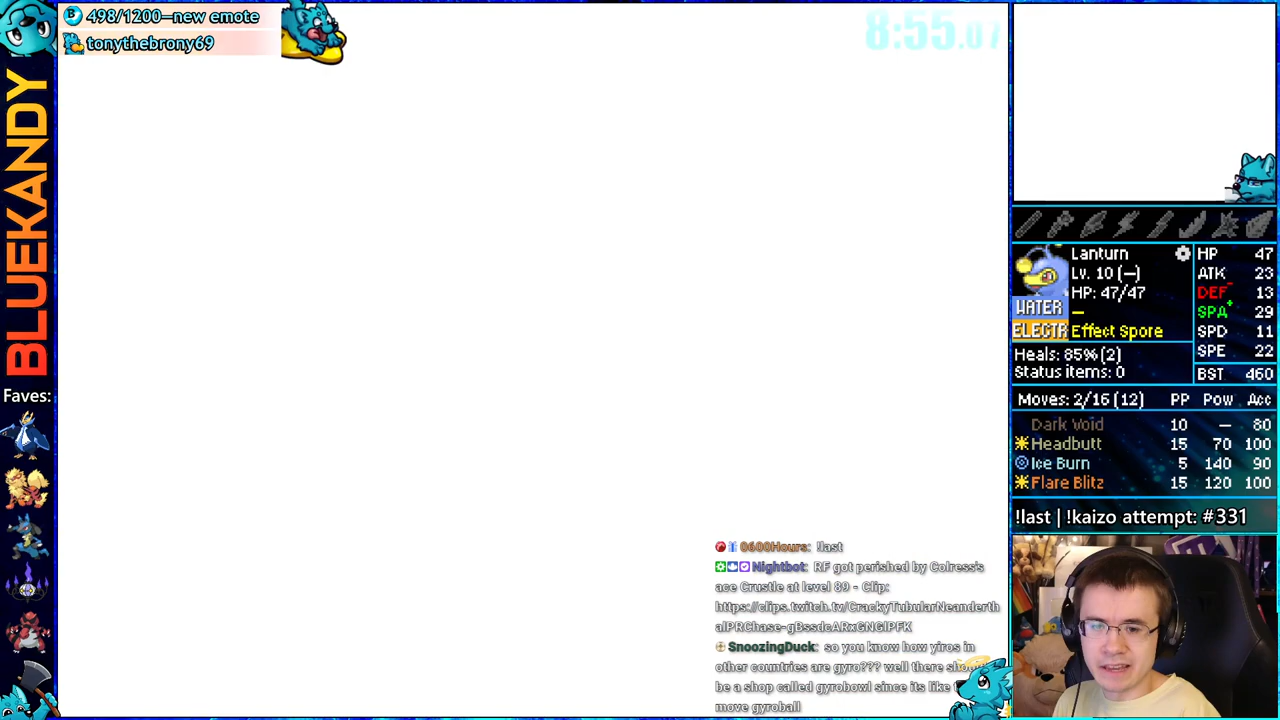 498/1200—new emote
tonythebrony69
8:55.07
BLUEKANDY
Faves:
Lanturn
Lv. 10 (—)
HP: 47/47
—
WATER
ELECTR
Effect Spore
Heals: 85% (2)
Status items: 0
HP 47
ATK 23
DEF 13
SPA 29
SPD 11
SPE 22
BST 460
Moves: 2/16 (12) PP Pow Acc
Dark Void 10 — 80
Headbutt 15 70 100
Ice Burn 5 140 90
Flare Blitz 15 120 100
!last | !kaizo attempt: #331
0600Hours: !last
Nightbot: RF got perished by Colress's
ace Crustle at level 89 - Clip:
https://clips.twitch.tv/CrackyTubularNeanderth
alPRChase-gBssdcARxGNGlPFK
SnoozingDuck: so you know how yiros in
other countries are gyro??? well there
be a shop called gyrobowl since its like
move gyroball